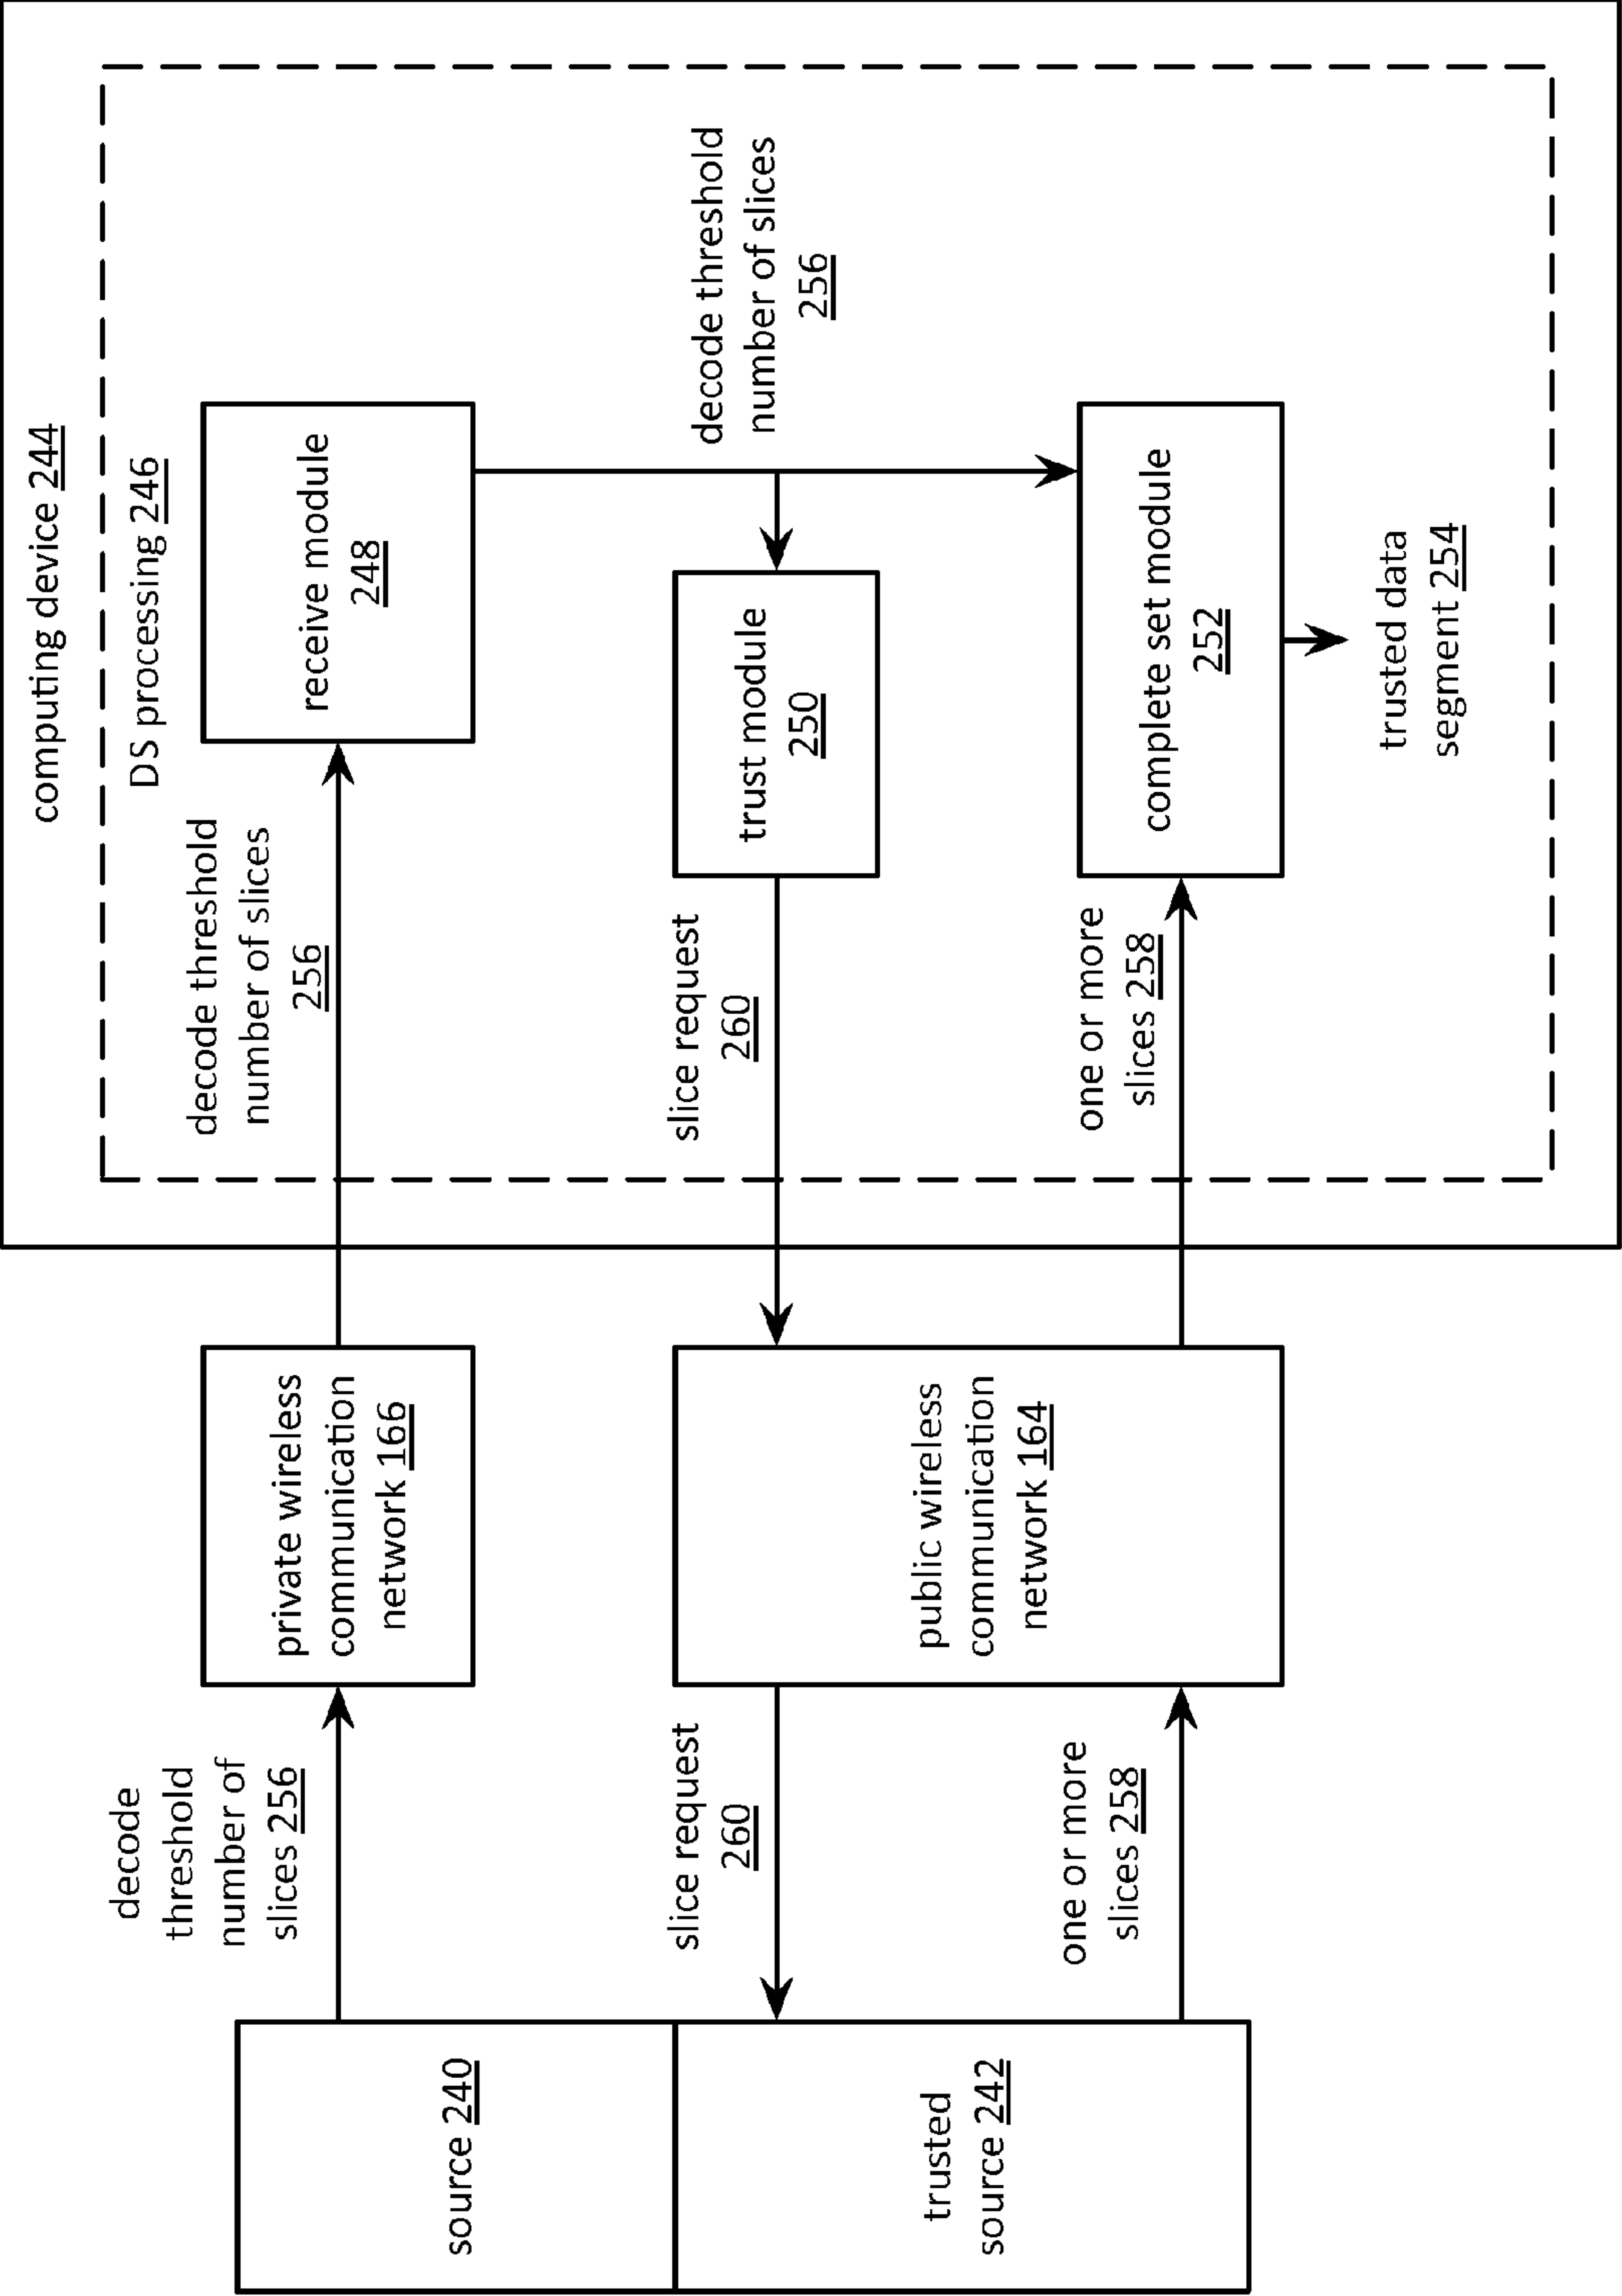 computing device 244
DS processing 246
decode
threshold
number of
slices 256
decode threshold
number of slices
256
source 240
private wireless
communication
network 166
receive module
248
slice request
260
slice request
260
trust module
250
decode threshold
number of slices
256
trusted
source 242
public wireless
communication
network 164
one or more
slices 258
one or more
slices 258
complete set module
252
trusted data
segment 254